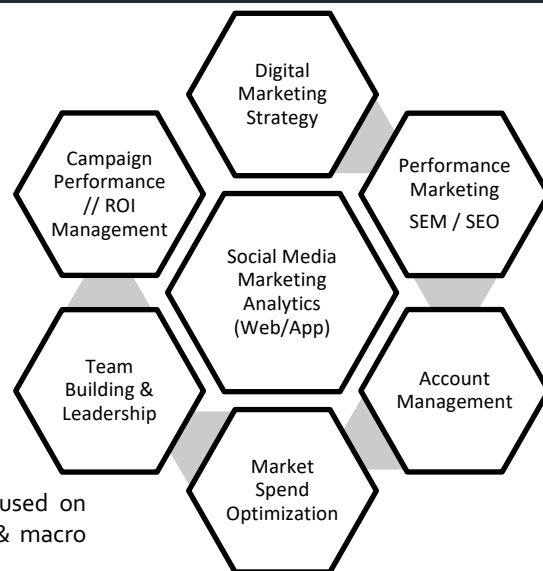 Digital
Marketing
Strategy
Campaign
Performance
// ROI
Management
Performance
Marketing
SEM / SEO
Social Media
Marketing
Analytics
(Web/App)
Team
Building &
Leadership
Account
Management
Market
Spend
Optimization
used on
& macro